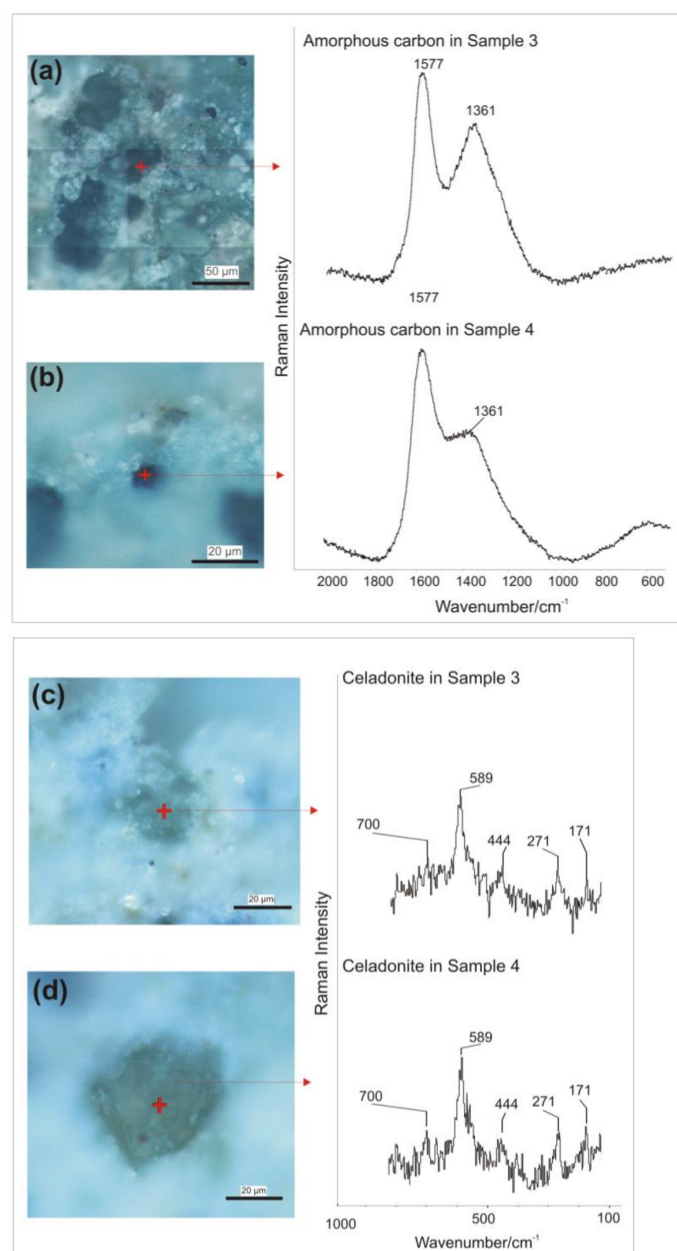 (a)
50 µm
Amorphous carbon in Sample 3
1577
1361
1577
Raman Intensity
Amorphous carbon in Sample 4
(b)
20 µm
1361
2000 1800 1600 1400 1200 1000 800 600
Wavenumber/cm⁻¹
(c)
20 µm
Celadonite in Sample 3
589
700
444
271
171
Raman Intensity
Celadonite in Sample 4
(d)
20 µm
589
700
444
271
171
1000 500 100
Wavenumber/cm⁻¹